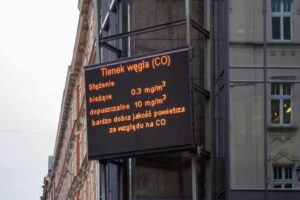 Tlenek węgla (CO)
Stężenie
bieżące 0.3 mg/m³
dopuszczalne 10 mg/m³
bardzo dobra jakość powietrza
ze względu na CO